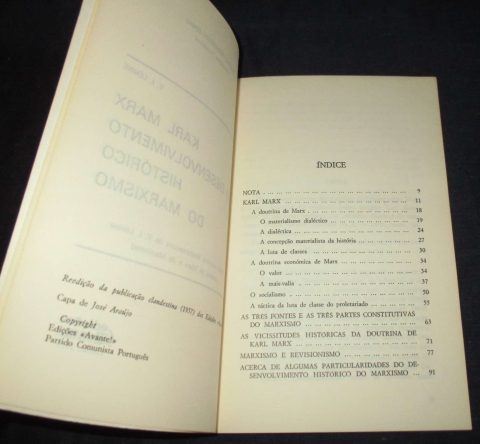 V. I. LÉNINE
KARL MARX
DESENVOLVIMENTO
HISTÓRICO
DO MARXISMO
Reedição da publicação clandestina (1957) das Edições
Capa de José Araújo
Copyright
Edições «Avante!»
Partido Comunista Português
ÍNDICE
NOTA ... 9
KARL MARX ... 11
A doutrina de Marx ... 18
O materialismo dialéctico ... 19
A dialéctica ... 24
A concepção materialista da história ... 27
A luta de classes ... 30
A doutrina económica de Marx ... 34
O valor ... 34
A mais-valia ... 37
O socialismo ... 50
A táctica da luta de classe do proletariado ... 55
AS TRÊS FONTES E AS TRÊS PARTES CONSTITUTIVAS
DO MARXISMO ... 63
AS VICISSITUDES HISTÓRICAS DA DOUTRINA DE
KARL MARX ... 71
MARXISMO E REVISIONISMO ... 77
ACERCA DE ALGUMAS PARTICULARIDADES DO DE-
SENVOLVIMENTO HISTÓRICO DO MARXISMO ... 91